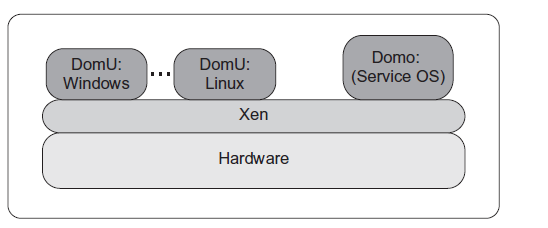 DomU:
Windows
DomU:
Linux
Domo:
(Service OS)
Xen
Hardware